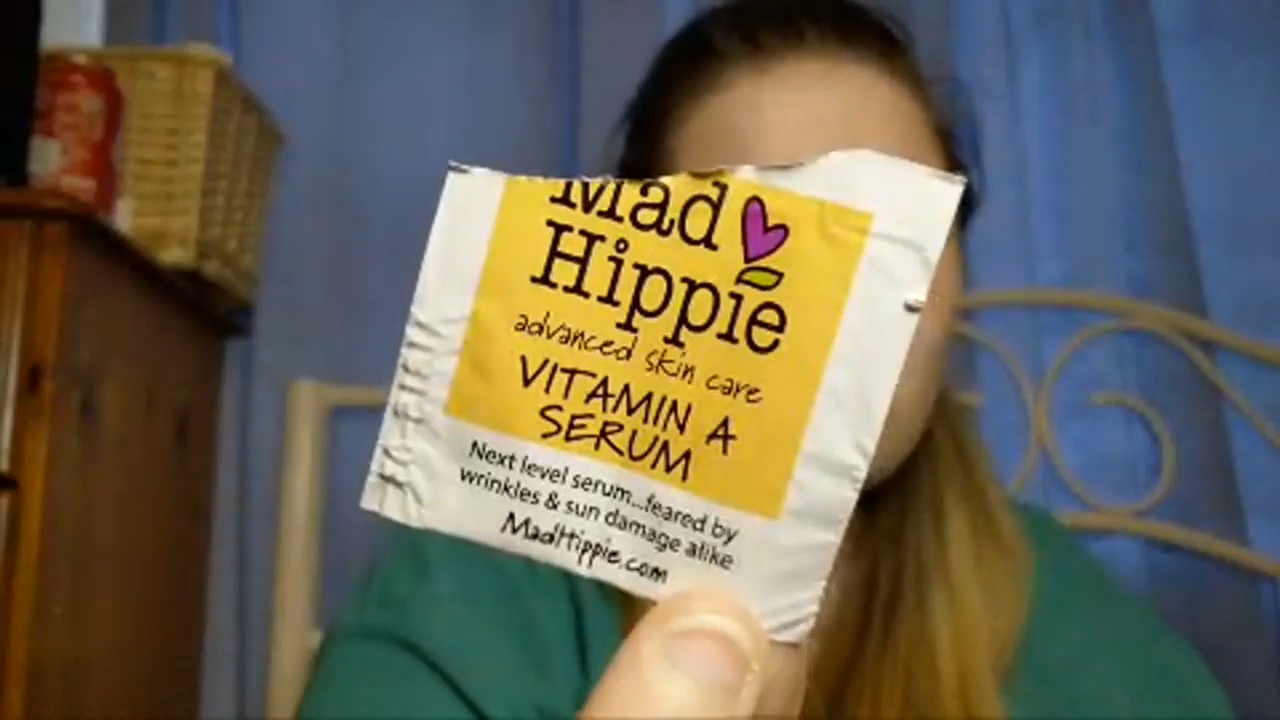 Mad
Hippie
advanced skin care
VITAMIN A
SERUM
Next level serum...feared by
wrinkles & sun damage alike
MadHippie.com